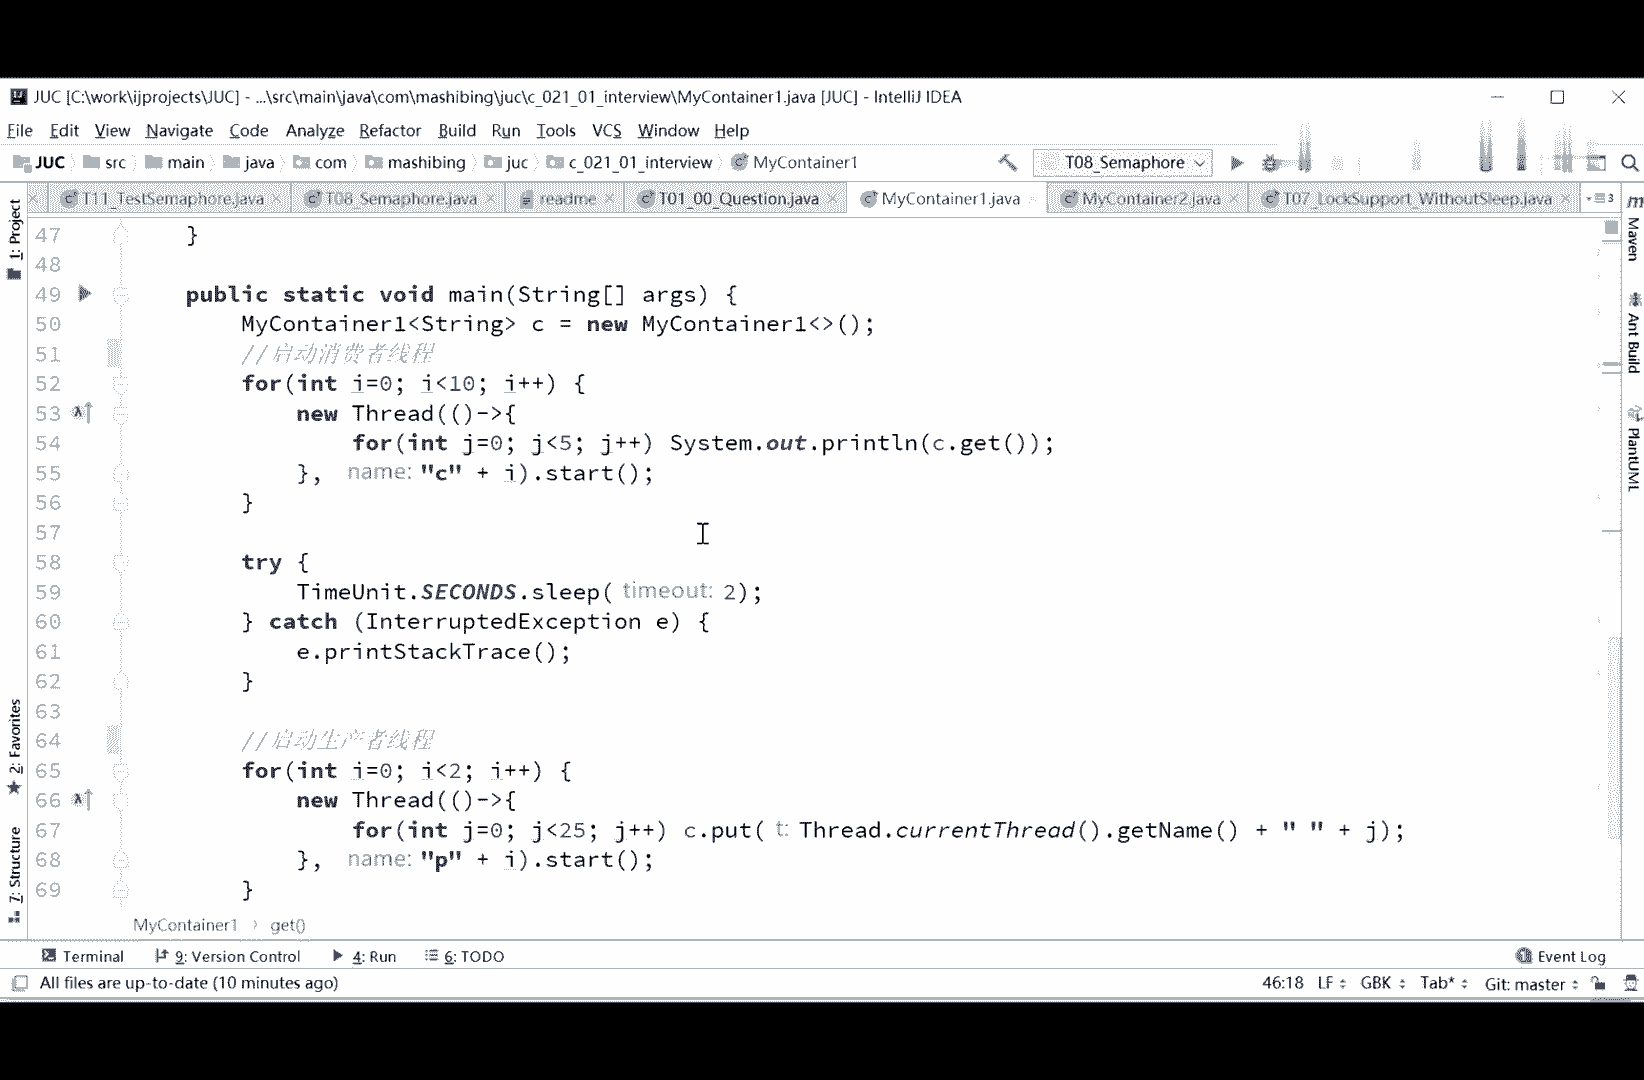 JUC [C:\work\ijprojects\JUC] - ...\src\main\java\com\mashibing\juc\c_021_01_interview\MyContainer1.java [JUC] - IntelliJ IDEA
File Edit View Navigate Code Analyze Refactor Build Run Tools VCS Window Help
JUC src main java com mashibing juc c_021_01_interview MyContainer1 T08_Semaphore
T11_TestSemaphore.java T08_Semaphore.java readme T01_00_Question.java MyContainer1.java MyContainer2.java T07_LockSupport_WithoutSleep.java 3
1: Project
2: Favorites
7: Structure
Maven
Ant Build
PlantUML
47 }
48
49 public static void main(String[] args) {
50 MyContainer1<String> c = new MyContainer1<>();
51 //启动消费者线程
52 for(int i=0; i<10; i++) {
53 new Thread(()->{
54 for(int j=0; j<5; j++) System.out.println(c.get());
55 }, name: "c" + i).start();
56 }
57
58 try {
59 TimeUnit.SECONDS.sleep( timeout: 2);
60 } catch (InterruptedException e) {
61 e.printStackTrace();
62 }
63
64 //启动生产者线程
65 for(int i=0; i<2; i++) {
66 new Thread(()->{
67 for(int j=0; j<25; j++) c.put( t: Thread.currentThread().getName() + " " + j);
68 }, name: "p" + i).start();
69 }
MyContainer1 › get()
Terminal 9: Version Control 4: Run 6: TODO 1 Event Log
All files are up-to-date (10 minutes ago) 46:18 LF GBK Tab* Git: master